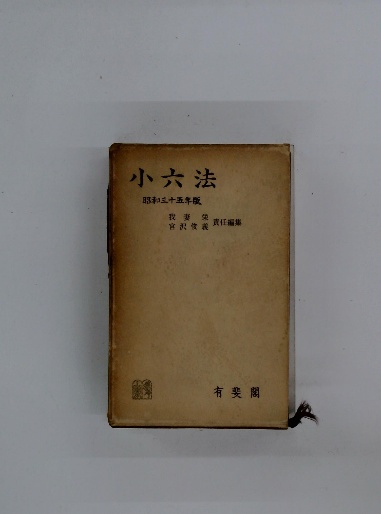 小六法
昭和三十五年版
我妻栄
宮沢俊義
責任編集
有斐閣